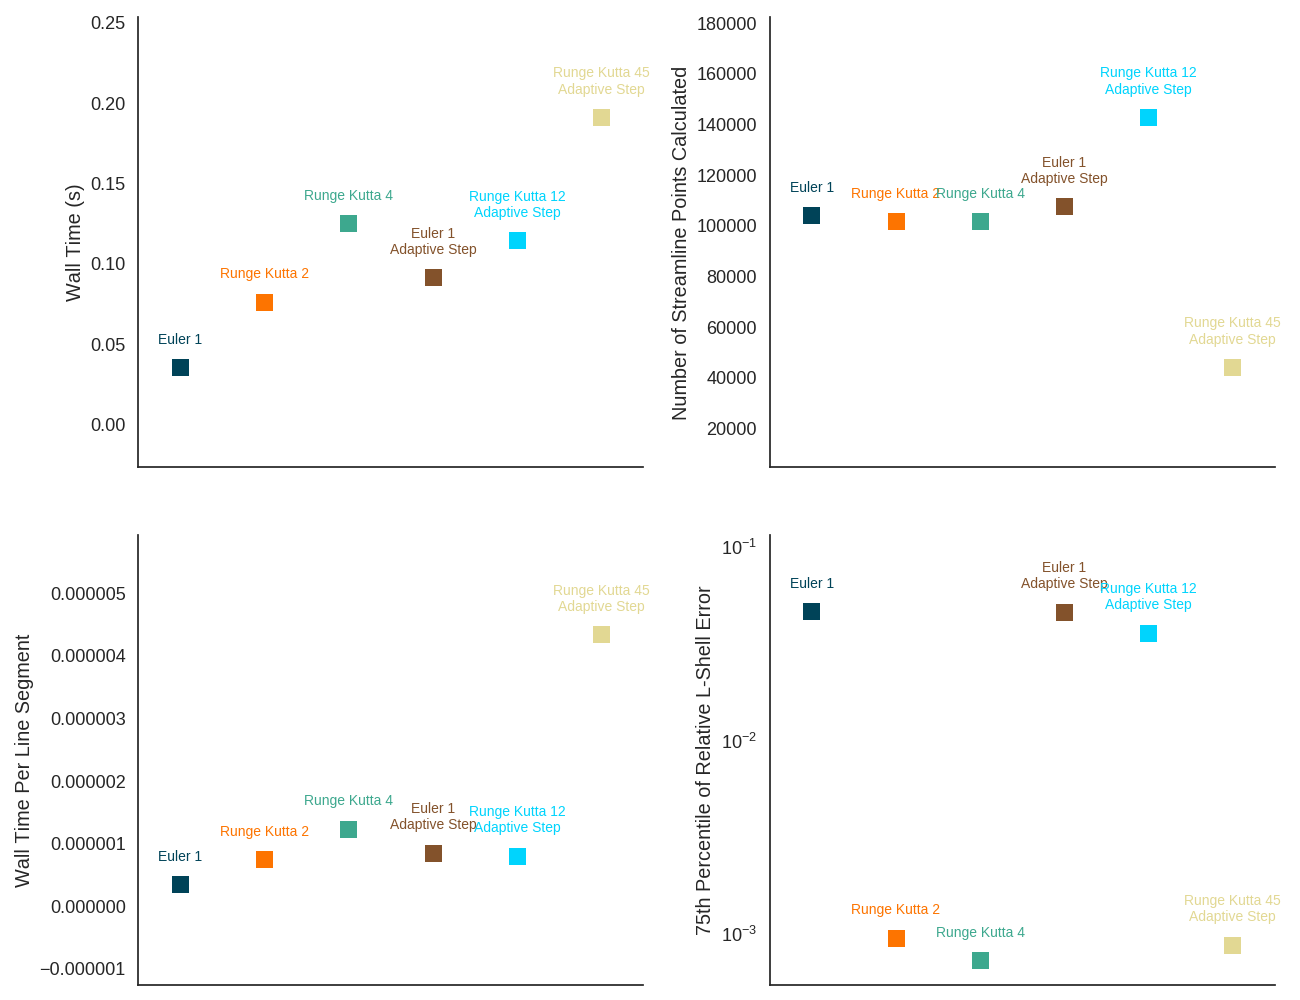 0.25
0.20
0.15
0.10
0.05
0.00
Wall Time (s)
Euler 1
Runge Kutta 2
Runge Kutta 4
Euler 1
Adaptive Step
Runge Kutta 12
Adaptive Step
Runge Kutta 45
Adaptive Step
180000
160000
140000
120000
100000
80000
60000
40000
20000
Number of Streamline Points Calculated
Euler 1
Runge Kutta 2
Runge Kutta 4
Euler 1
Adaptive Step
Runge Kutta 12
Adaptive Step
Runge Kutta 45
Adaptive Step
0.000005
0.000004
0.000003
0.000002
0.000001
0.000000
−0.000001
Wall Time Per Line Segment
Euler 1
Runge Kutta 2
Runge Kutta 4
Euler 1
Adaptive Step
Runge Kutta 12
Adaptive Step
Runge Kutta 45
Adaptive Step
10⁻¹
10⁻²
10⁻³
75th Percentile of Relative L-Shell Error
Euler 1
Runge Kutta 2
Runge Kutta 4
Euler 1
Adaptive Step
Runge Kutta 12
Adaptive Step
Runge Kutta 45
Adaptive Step